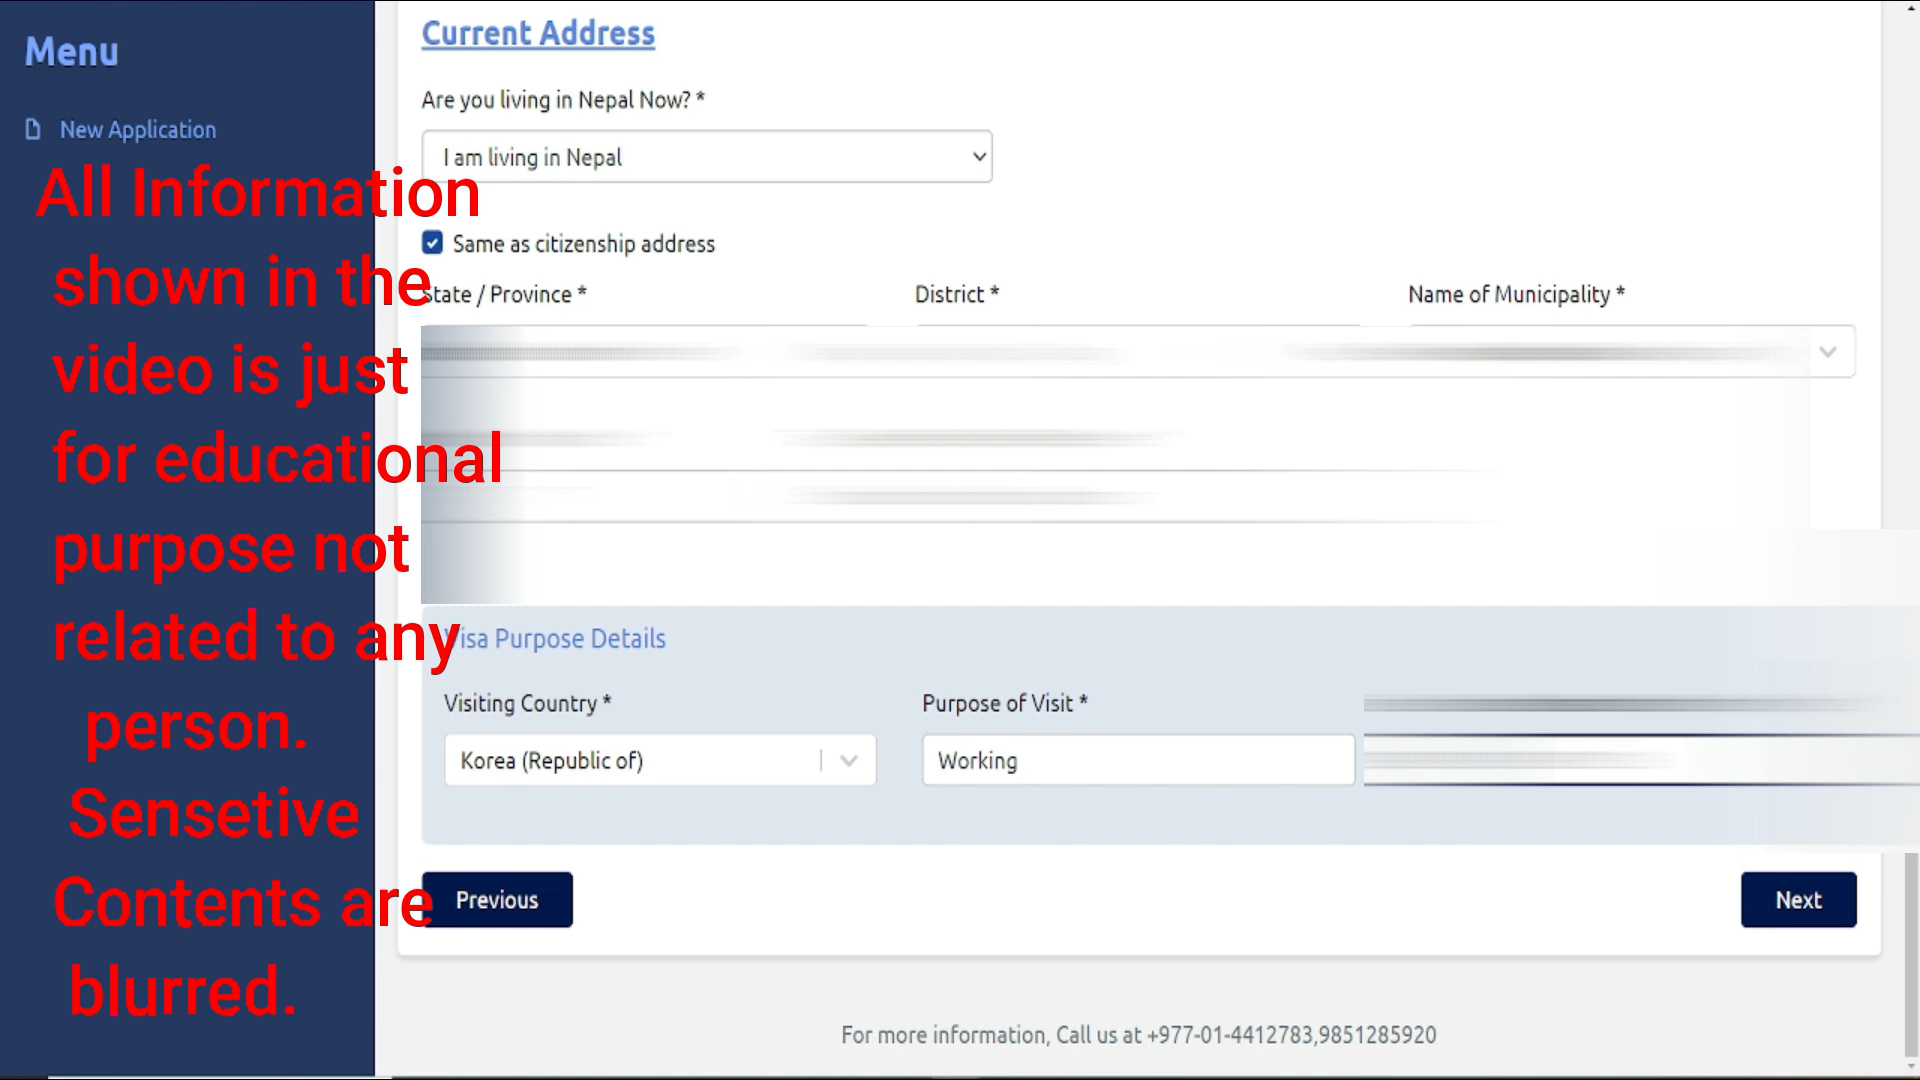 Menu
New Application
All Information
shown in the
video is just
for educational
purpose not
related to any
person.
Sensetive
Contents are
blurred.
Current Address
Are you living in Nepal Now? *
I am living in Nepal
Same as citizenship address
State / Province *
District *
Name of Municipality *
Visa Purpose Details
Visiting Country *
Purpose of Visit *
Korea (Republic of)
Working
Previous
Next
For more information, Call us at +977-01-4412783,9851285920